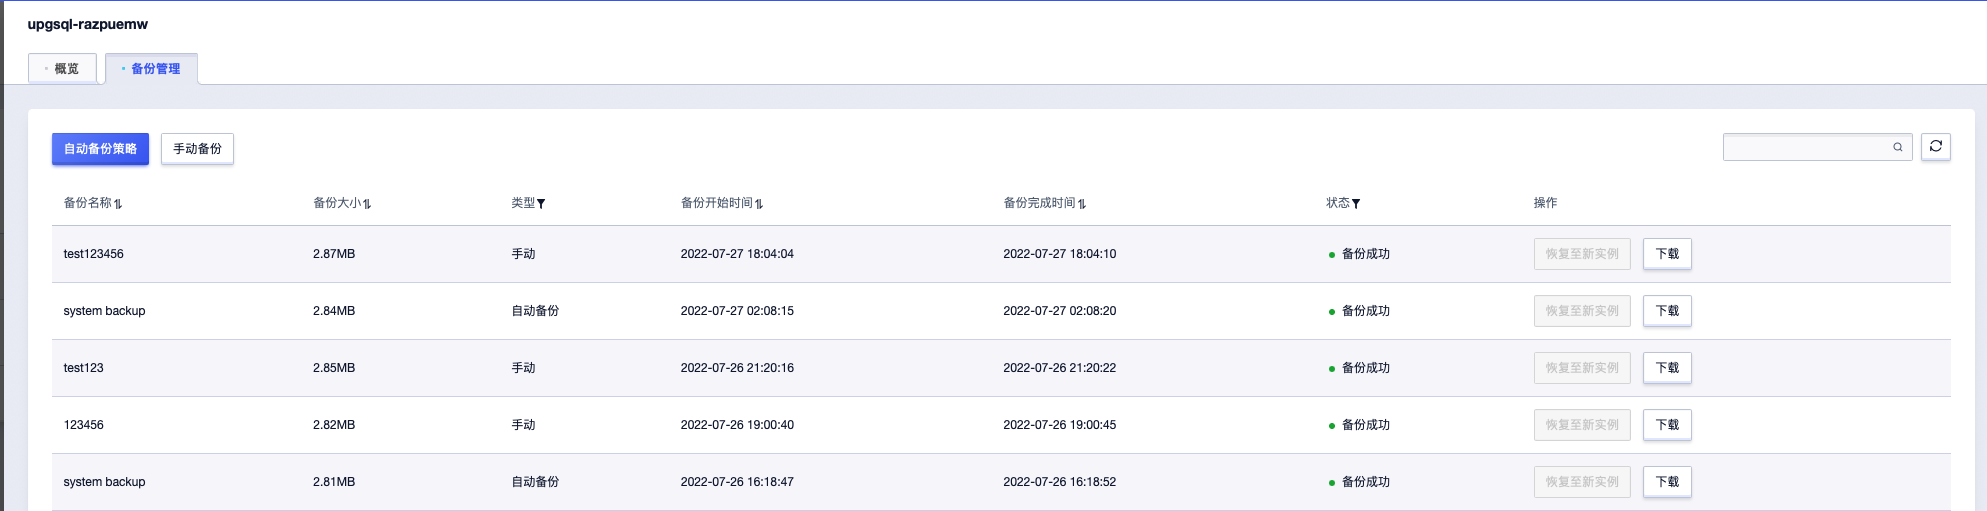 upgsql-razpuemw
概览 备份管理
自动备份策略 手动备份
备份名称 备份大小 类型 备份开始时间 备份完成时间 状态 操作
test123456 2.87MB 手动 2022-07-27 18:04:04 2022-07-27 18:04:10 备份成功 恢复至新实例 下载
system backup 2.84MB 自动备份 2022-07-27 02:08:15 2022-07-27 02:08:20 备份成功 恢复至新实例 下载
test123 2.85MB 手动 2022-07-26 21:20:16 2022-07-26 21:20:22 备份成功 恢复至新实例 下载
123456 2.82MB 手动 2022-07-26 19:00:40 2022-07-26 19:00:45 备份成功 恢复至新实例 下载
system backup 2.81MB 自动备份 2022-07-26 16:18:47 2022-07-26 16:18:52 备份成功 恢复至新实例 下载